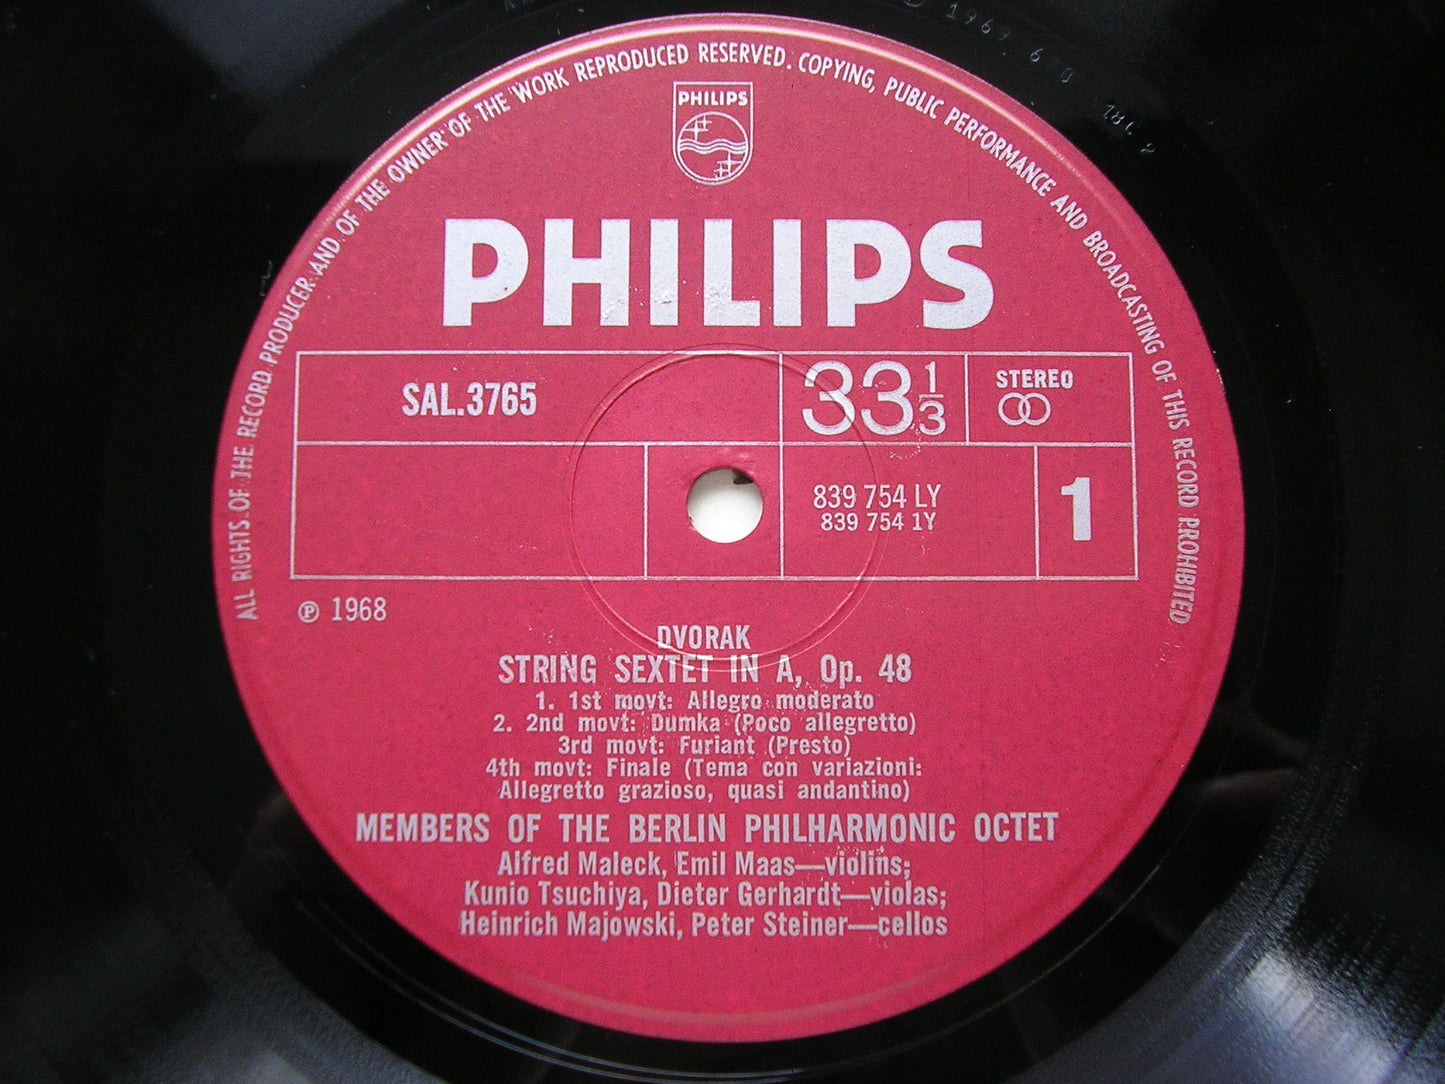 ALL RIGHTS OF THE RECORD PRODUCER AND OF THE OWNER OF THE WORK REPRODUCED RESERVED. COPYING, PUBLIC PERFORMANCE AND BROADCASTING OF THIS RECORD PROHIBITED
PHILIPS
PHILIPS
SAL.3765
33 1/3
STEREO
839 754 LY
839 754 1Y
1
℗ 1968
DVORAK
STRING SEXTET IN A, Op. 48
1. 1st movt: Allegro moderato
2. 2nd movt: Dumka (Poco allegretto)
3rd movt: Furiant (Presto)
4th movt: Finale (Tema con variazioni:
Allegretto grazioso, quasi andantino)
MEMBERS OF THE BERLIN PHILHARMONIC OCTET
Alfred Maleck, Emil Maas—violins;
Kunio Tsuchiya, Dieter Gerhardt—violas;
Heinrich Majowski, Peter Steiner—cellos